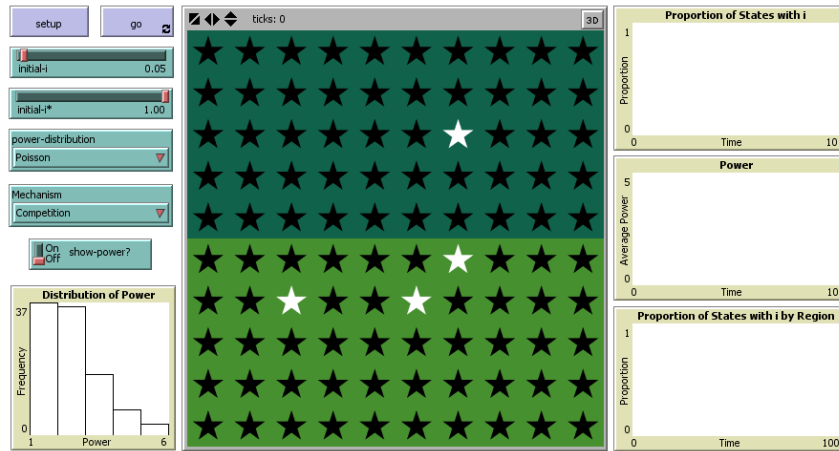 setup
go
initial-i
0.05
initial-i*
1.00
power-distribution
Poisson
Mechanism
Competition
On
Off
show-power?
Distribution of Power
37
Frequency
0
1
Power
6
ticks: 0
3D
Proportion of States with i
1
Proportion
0
0
Time
10
Power
5
Average Power
0
0
Time
10
Proportion of States with i by Region
1
Proportion
0
0
Time
100